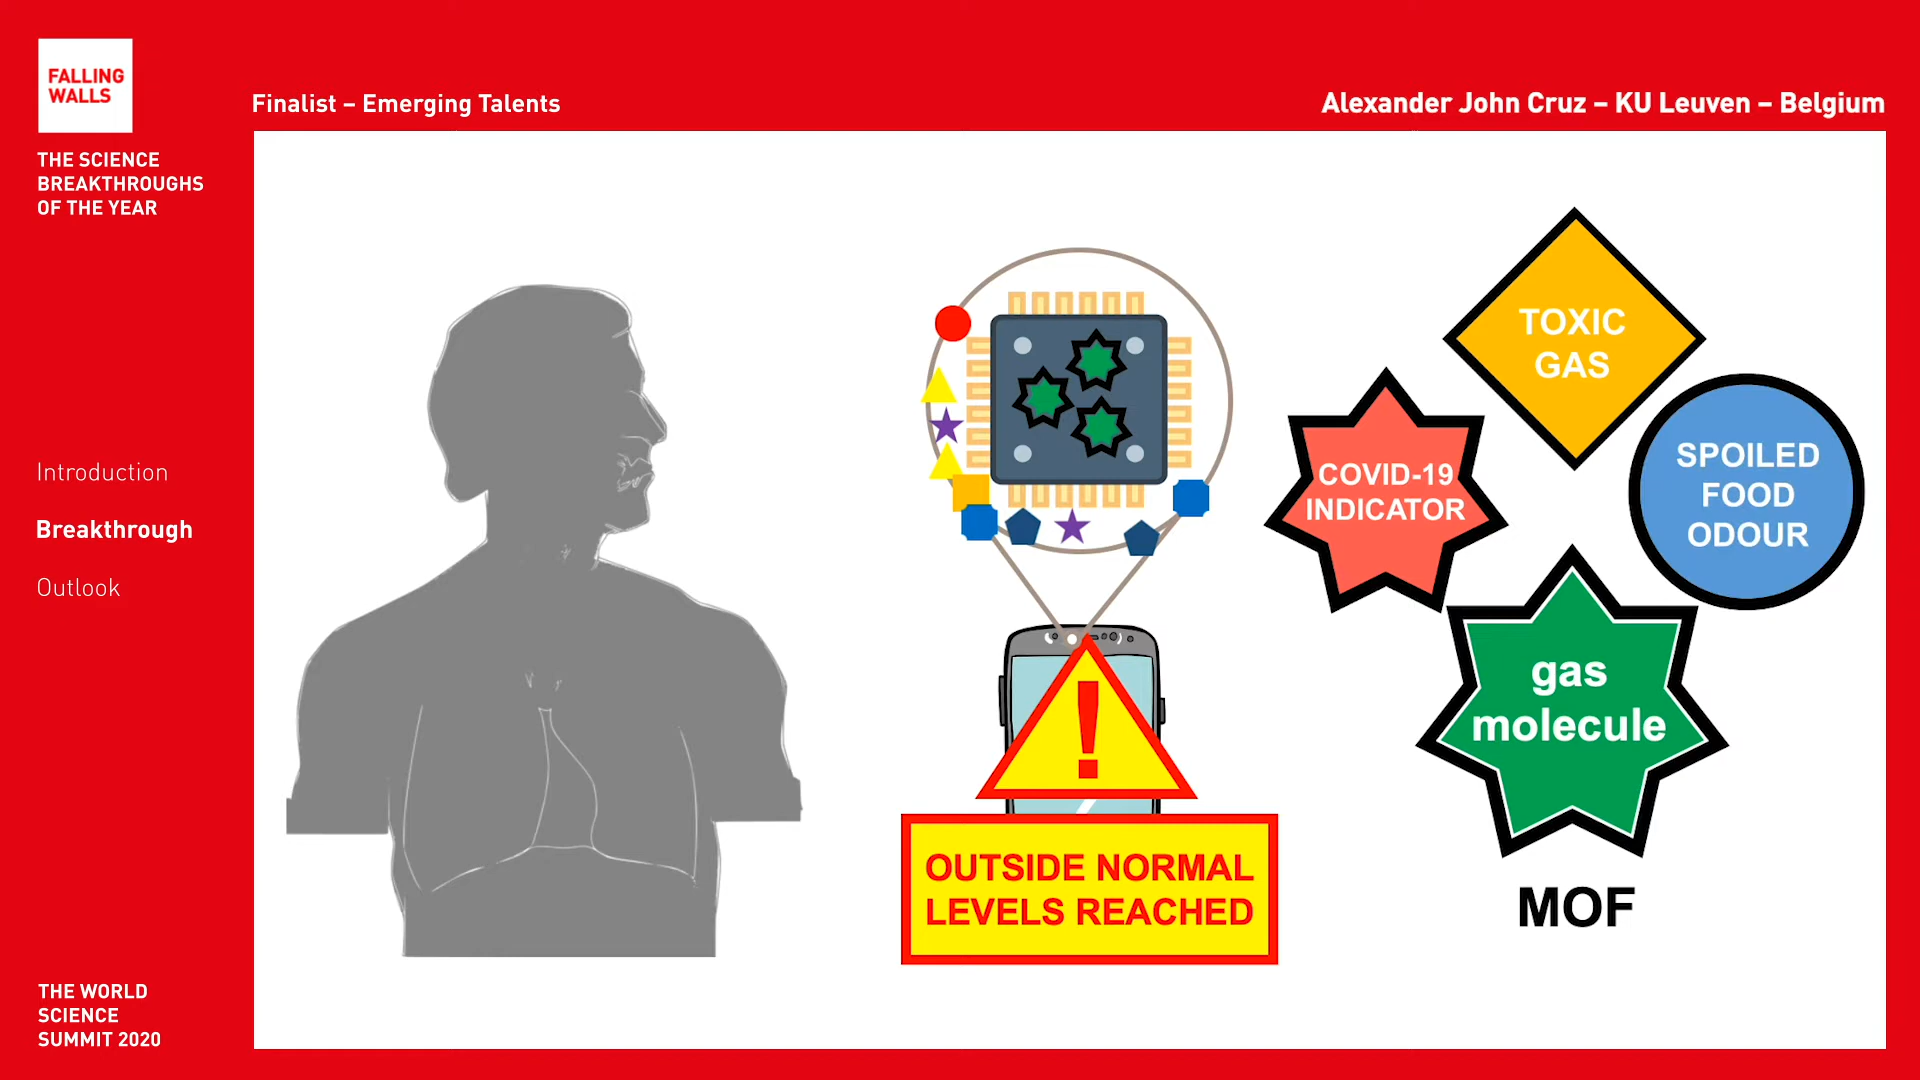 FALLING
WALLS
THE SCIENCE
BREAKTHROUGHS
OF THE YEAR
Finalist – Emerging Talents
Alexander John Cruz – KU Leuven – Belgium
Introduction
Breakthrough
Outlook
THE WORLD
SCIENCE
SUMMIT 2020
TOXIC
GAS
COVID-19
INDICATOR
SPOILED
FOOD
ODOUR
gas
molecule
MOF
!
OUTSIDE NORMAL
LEVELS REACHED